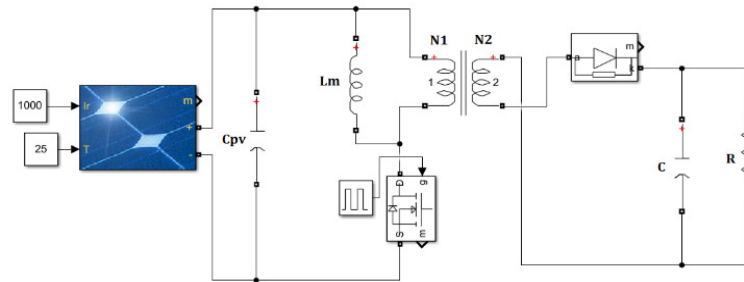 1000
25
Ir
T
m
+
-
+
Cpv
+
Lm
+
N1
N2
+
+
1
2
g
D
S
m
a
k
m
+
C
R